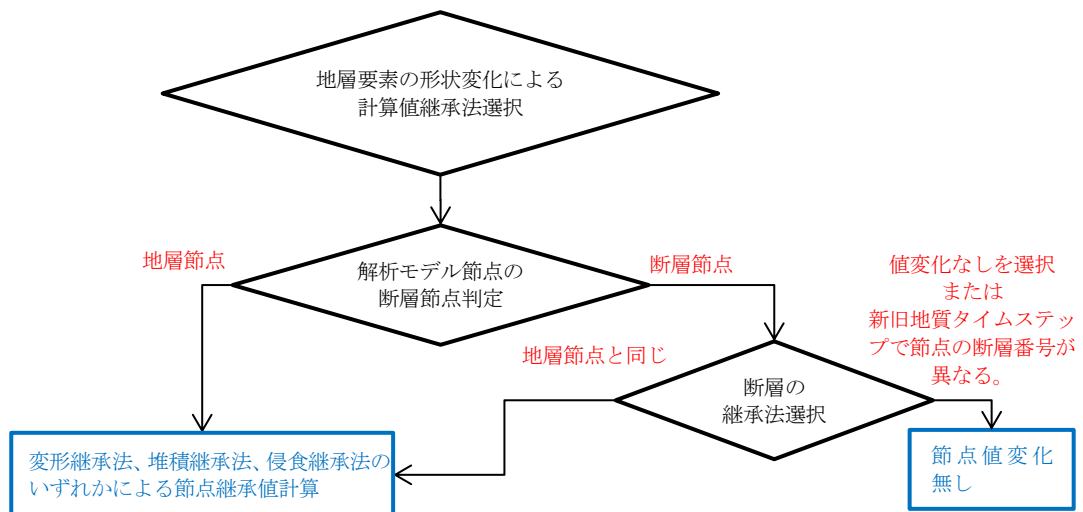 地層要素の形状変化による
計算値継承法選択
地層節点
解析モデル節点の
断層節点判定
断層節点
値変化なしを選択
または
新旧地質タイムステッ
プで節点の断層番号が
異なる。
地層節点と同じ
断層の
継承法選択
変形継承法、堆積継承法、侵食継承法の
いずれかによる節点継承値計算
節点値変化
無し